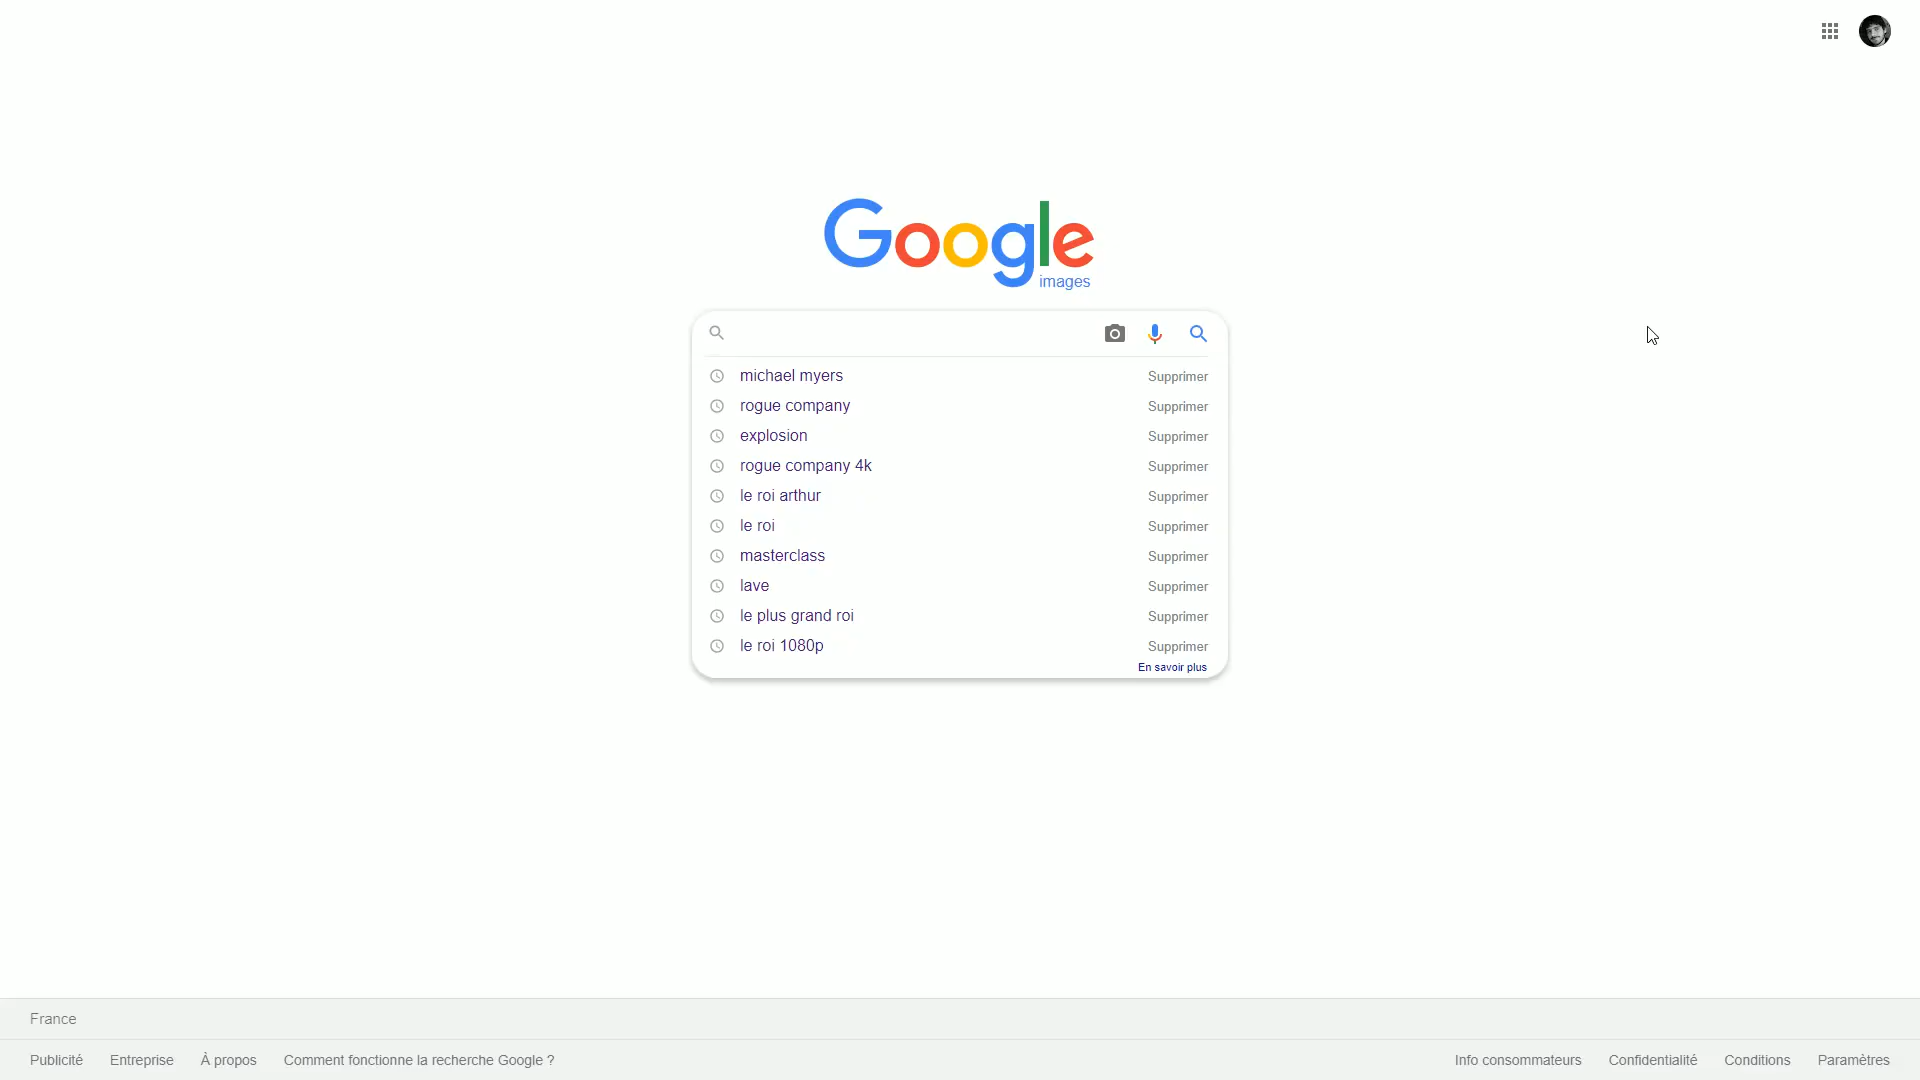 Google
images
michael myers Supprimer
rogue company Supprimer
explosion Supprimer
rogue company 4k Supprimer
le roi arthur Supprimer
le roi Supprimer
masterclass Supprimer
lave Supprimer
le plus grand roi Supprimer
le roi 1080p Supprimer
En savoir plus
France
Publicité Entreprise À propos Comment fonctionne la recherche Google ? Info consommateurs Confidentialité Conditions Paramètres